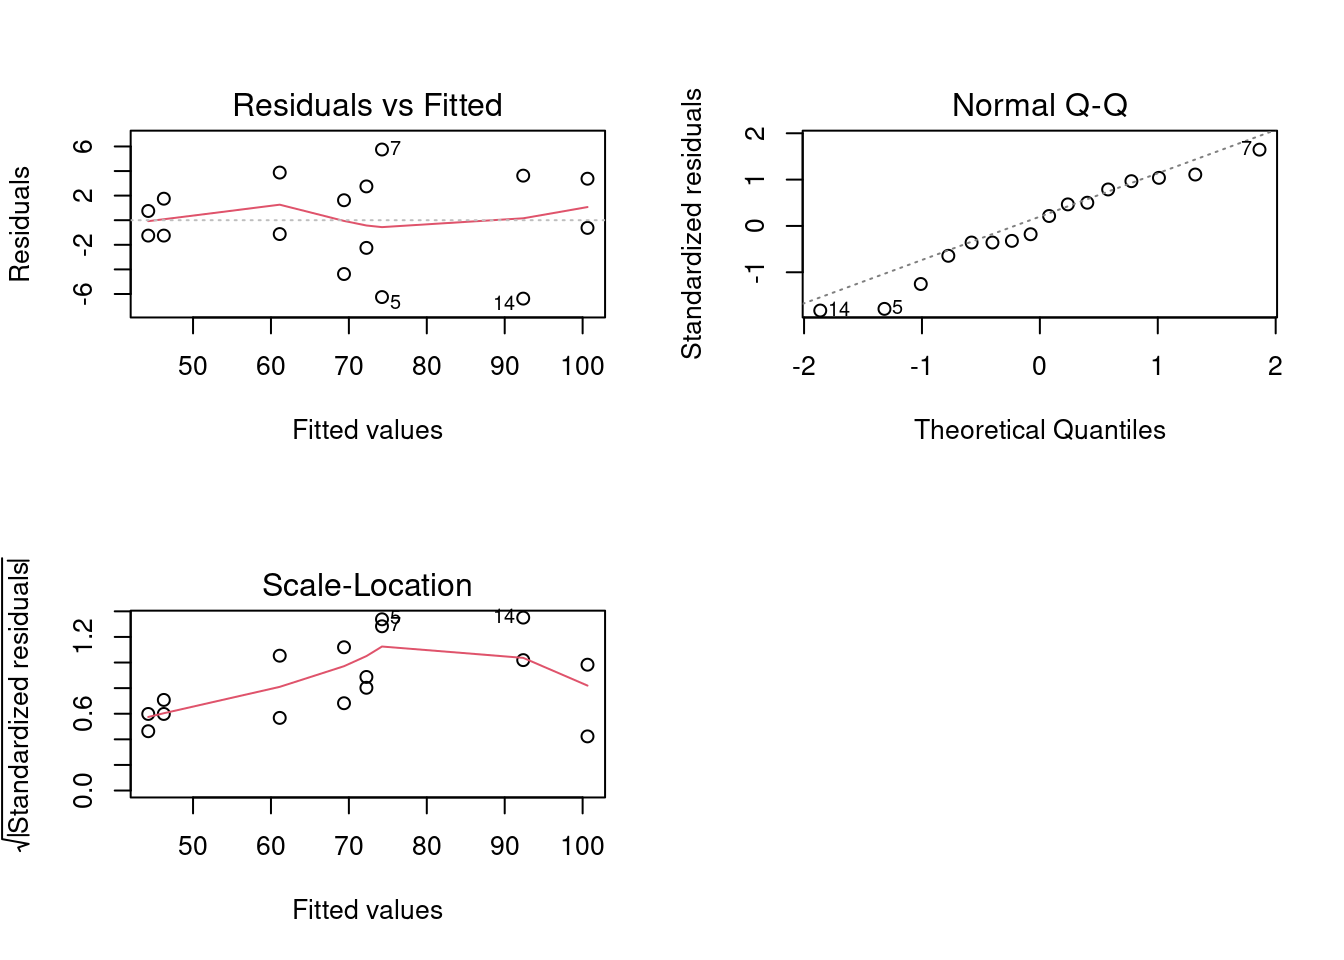 Residuals vs Fitted
Residuals
6
2
-2
-6
7
5
14
50 60 70 80 90 100
Fitted values
Normal Q-Q
Standardized residuals
2
1
0
-1
7
14
5
-2 -1 0 1 2
Theoretical Quantiles
Scale-Location
√|Standardized residuals|
1.2
0.6
0.0
5
7
14
50 60 70 80 90 100
Fitted values